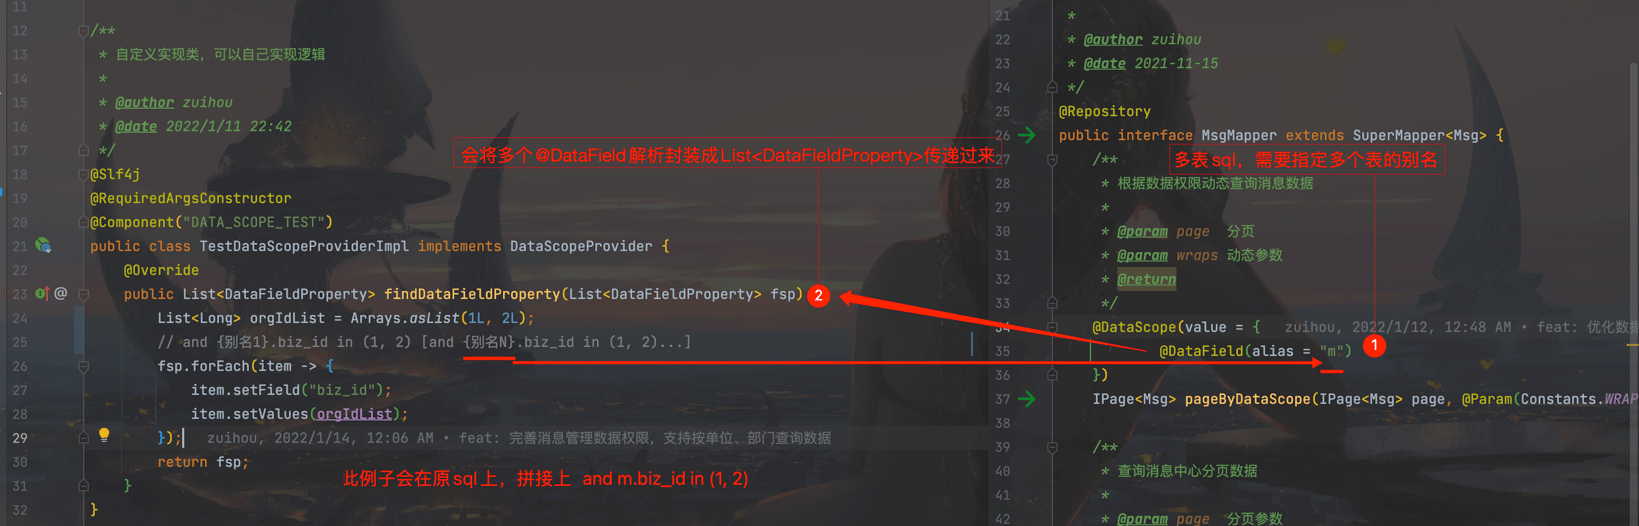 11
12 /**
13 * 自定义实现类，可以自己实现逻辑
14 *
15 * @author zuihou
16 * @date 2022/1/11 22:42
17 */
18 @Slf4j
19 @RequiredArgsConstructor
20 @Component("DATA_SCOPE_TEST")
21 public class TestDataScopeProviderImpl implements DataScopeProvider {
22 @Override
23 public List<DataFieldProperty> findDataFieldProperty(List<DataFieldProperty> fsp)
24 List<Long> orgIdList = Arrays.asList(1L, 2L);
25 // and {别名1}.biz_id in (1, 2) [and {别名N}.biz_id in (1, 2)...]
26 fsp.forEach(item -> {
27 item.setField("biz_id");
28 item.setValues(orgIdList);
29 }); zuihou, 2022/1/14, 12:06 AM • feat: 完善消息管理数据权限，支持按单位、部门查询数据
30 return fsp;
31 }
32 }
会将多个@DataField解析封装成List<DataFieldProperty>传递过来
2
此例子会在原sql上，拼接上 and m.biz_id in (1, 2)
21 *
22 * @author zuihou
23 * @date 2021-11-15
24 */
25 @Repository
26 public interface MsgMapper extends SuperMapper<Msg> {
27 /**
28 * 根据数据权限动态查询消息数据
29 *
30 * @param page 分页
31 * @param wraps 动态参数
32 * @return
33 */
34 @DataScope(value = { zuihou, 2022/1/12, 12:48 AM • feat: 优化数据
35 @DataField(alias = "m")
36 })
37 IPage<Msg> pageByDataScope(IPage<Msg> page, @Param(Constants.WRAP
38
39 /**
40 * 查询消息中心分页数据
41 *
42 * @param page 分页参数
多表sql，需要指定多个表的别名
1